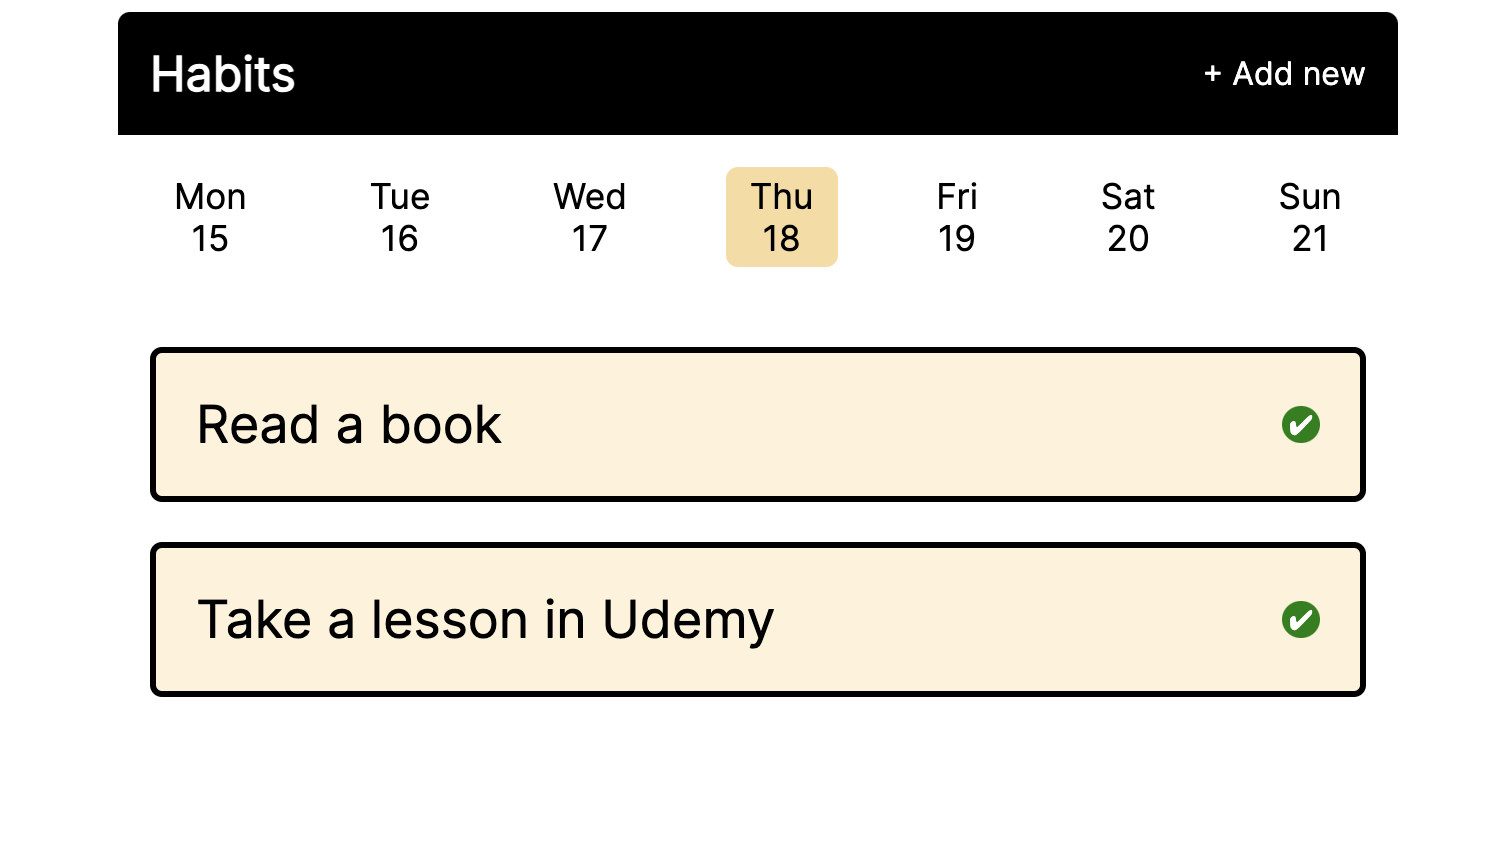 Habits
+ Add new
Mon Tue Wed Thu Fri Sat Sun
15 16 17 18 19 20 21
Read a book
Take a lesson in Udemy